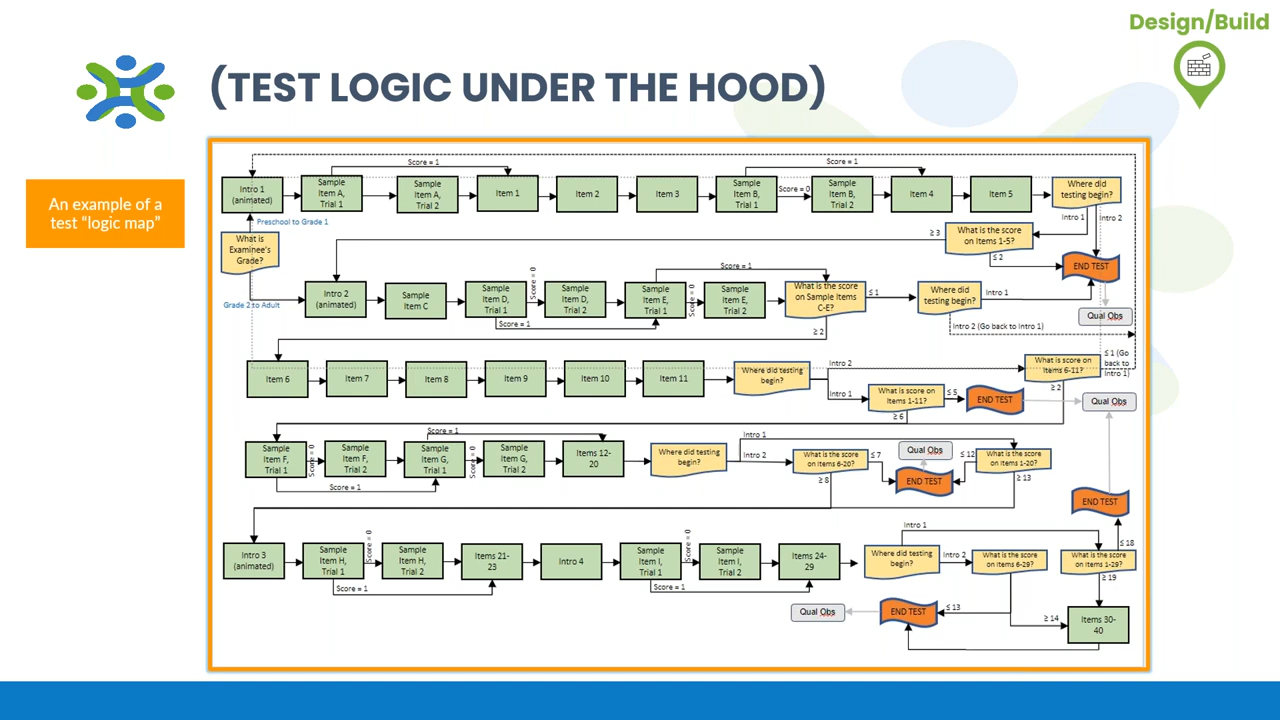 Design/Build
(TEST LOGIC UNDER THE HOOD)
An example of a
test “logic map”
Score = 1
Score = 1
Intro 1
(animated)
Sample
Item A,
Trial 1
Sample
Item A,
Trial 2
Item 1
Item 2
Item 3
Sample
Item B,
Trial 1
Score = 0
Sample
Item B,
Trial 2
Item 4
Item 5
Where did
testing begin?
Preschool to Grade 1
Intro 1
Intro 2
What is
Examinee's
Grade?
≥ 3
What is the score
on Items 1-5?
≤ 2
END TEST
Grade 2 to Adult
Intro 2
(animated)
Sample
Item C
Sample
Item D,
Trial 1
Score = 0
Sample
Item D,
Trial 2
Score = 1
Sample
Item E,
Trial 1
Score = 0
Sample
Item E,
Trial 2
Score = 1
What is the score
on Sample Items
C-E?
≤ 1
Where did
testing begin?
Intro 1
Qual Obs
Intro 2 (Go back to Intro 1)
≥ 2
Item 6
Item 7
Item 8
Item 9
Item 10
Item 11
Where did testing
begin?
Intro 2
Intro 1
What is score on
Items 6-11?
≤ 1 (Go
back to
Intro 1)
≥ 2
What is score on
Items 1-11?
≤ 5
END TEST
Qual Obs
≥ 6
Sample
Item F,
Trial 1
Score = 0
Sample
Item F,
Trial 2
Score = 1
Score = 1
Sample
Item G,
Trial 1
Score = 0
Sample
Item G,
Trial 2
Items 12-
20
Where did testing
begin?
Intro 1
Intro 2
What is the score
on Items 6-20?
≤ 7
Qual Obs
END TEST
≤ 12
What is the score
on Items 1-20?
≥ 8
≥ 13
END TEST
Intro 3
(animated)
Sample
Item H,
Trial 1
Score = 0
Sample
Item H,
Trial 2
Score = 1
Items 21-
23
Intro 4
Sample
Item I,
Trial 1
Score = 0
Sample
Item I,
Trial 2
Score = 1
Items 24-
29
Where did testing
begin?
Intro 1
Intro 2
What is the score
on Items 6-29?
What is the score
on Items 1-29?
≤ 18
≥ 19
Qual Obs
END TEST
≤ 13
≥ 14
Items 30-
40